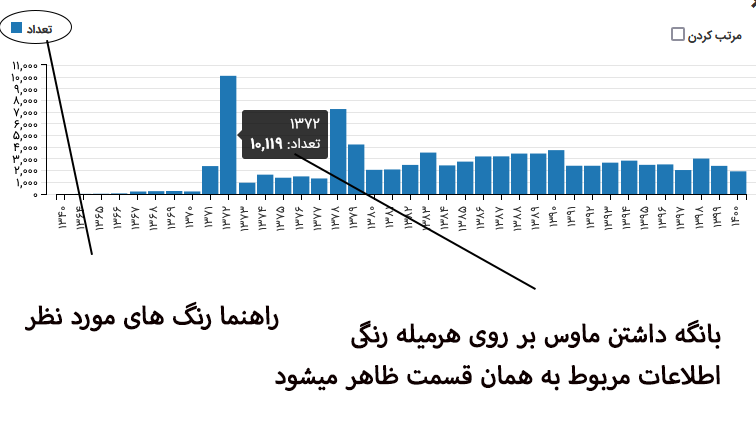 تعداد
مرتب کردن
۱۱,۰۰۰
۱۰,۰۰۰
۹,۰۰۰
۸,۰۰۰
۷,۰۰۰
۶,۰۰۰
۵,۰۰۰
۴,۰۰۰
۳,۰۰۰
۲,۰۰۰
۱,۰۰۰
۰
۱۳۷۲
تعداد: ۱۰,۱۱۹
۱۳۴۰ ۱۳۶۴ ۱۳۶۵ ۱۳۶۶ ۱۳۶۷ ۱۳۶۸ ۱۳۶۹ ۱۳۷۰ ۱۳۷۱ ۱۳۷۲ ۱۳۷۳ ۱۳۷۴ ۱۳۷۵ ۱۳۷۶ ۱۳۷۷ ۱۳۷۸ ۱۳۷۹ ۱۳۸۰ ۱۳۸۱ ۱۳۸۲ ۱۳۸۳ ۱۳۸۴ ۱۳۸۵ ۱۳۸۶ ۱۳۸۷ ۱۳۸۸ ۱۳۸۹ ۱۳۹۰ ۱۳۹۱ ۱۳۹۲ ۱۳۹۳ ۱۳۹۴ ۱۳۹۵ ۱۳۹۶ ۱۳۹۷ ۱۳۹۸ ۱۳۹۹ ۱۴۰۰
راهنما رنگ های مورد نظر
بانگه داشتن ماوس بر روی هرمیله رنگی
اطلاعات مربوط به همان قسمت ظاهر میشود